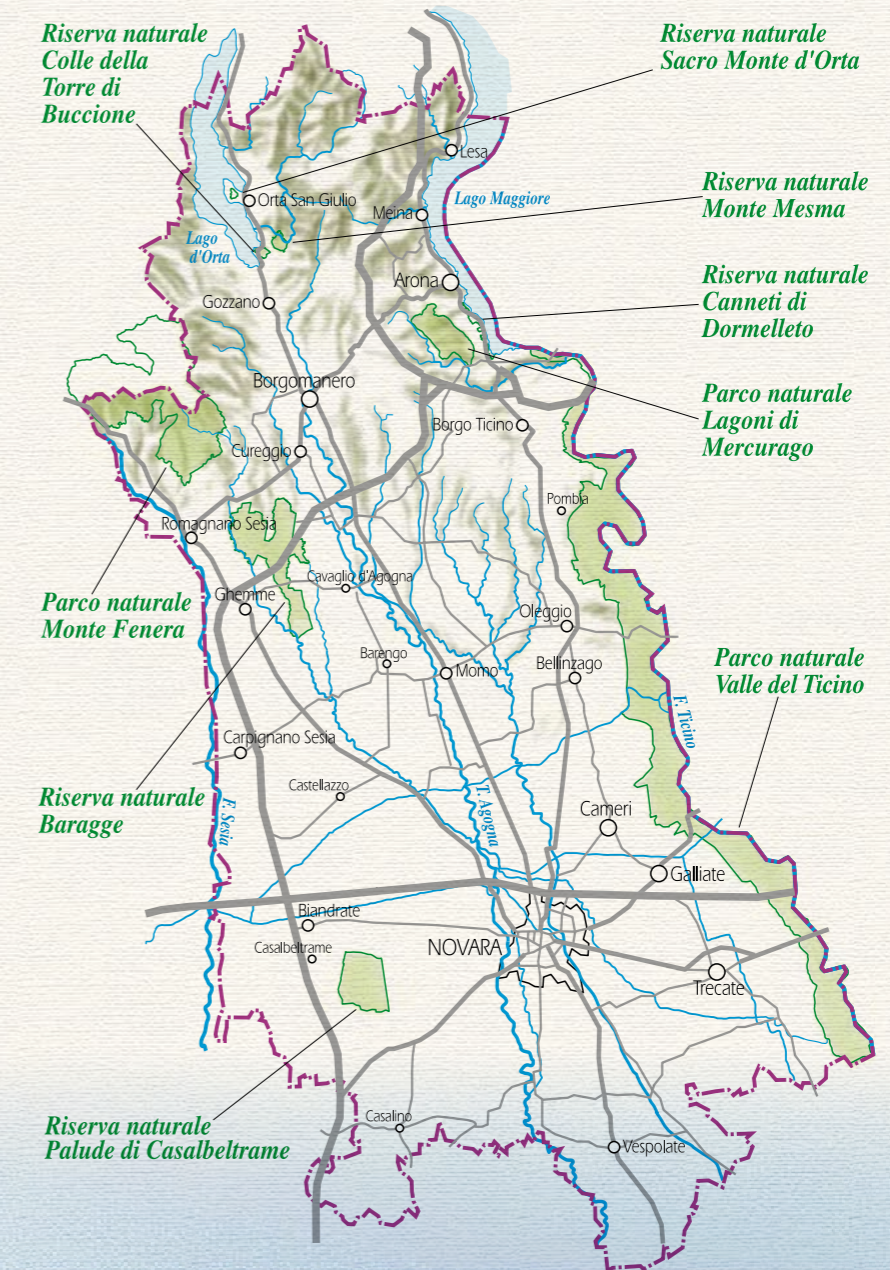 Riserva naturale
Colle della
Torre di
Buccione
Riserva naturale
Sacro Monte d'Orta
Lesa
Orta San Giulio
Riserva naturale
Monte Mesma
Lago Maggiore
Meina
Lago
d'Orta
Arona
Riserva naturale
Canneti di
Dormelleto
Gozzano
Borgomanero
Parco naturale
Lagoni di
Mercurago
Borgo Ticino
Cureggio
Pombia
Romagnano Sesia
Cavaglio d'Agogna
Ghemme
Parco naturale
Monte Fenera
Oleggio
Barengo
Momo
Bellinzago
Parco naturale
Valle del Ticino
F. Ticino
Carpignano Sesia
Castellazzo
Riserva naturale
Baragge
F. Sesia
T. Agogna
Cameri
Galliate
Biandrate
Casalbeltrame
NOVARA
Trecate
Riserva naturale
Palude di Casalbeltrame
Casalino
Vespolate